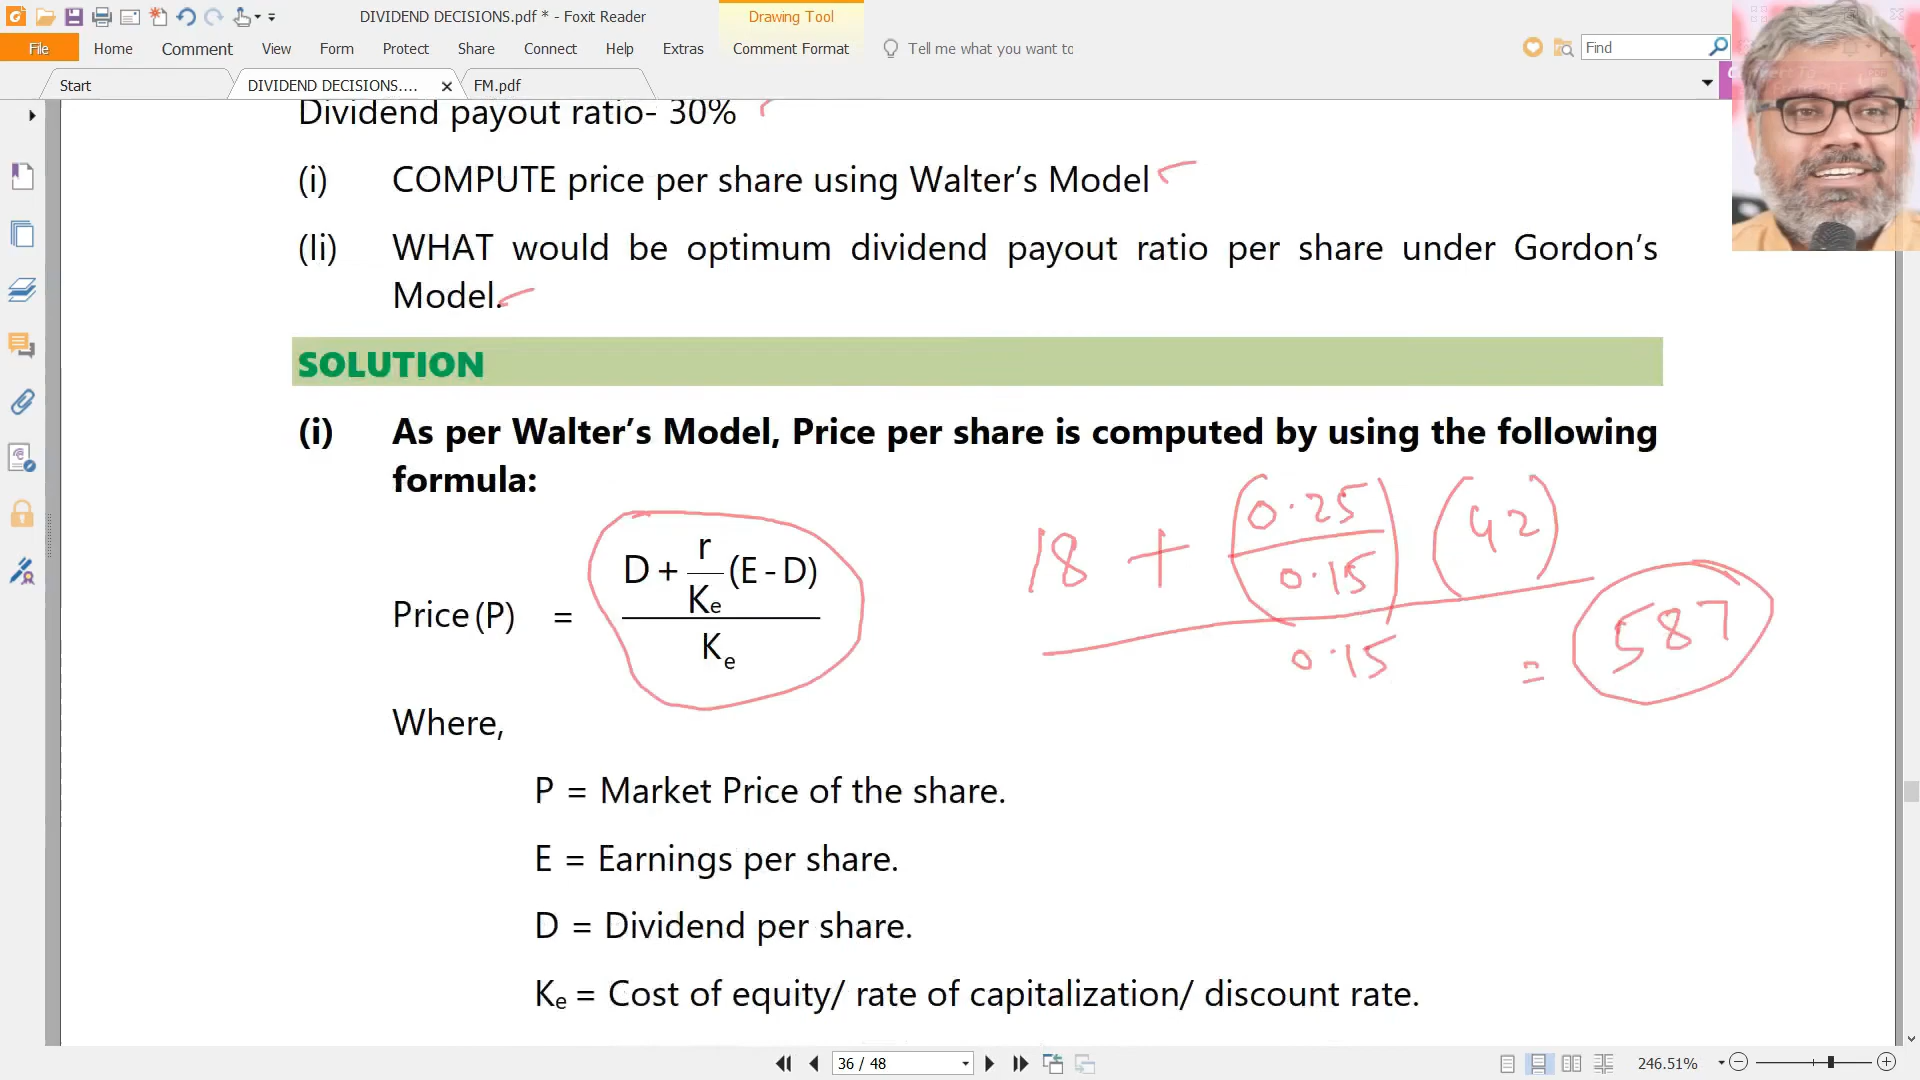 DIVIDEND DECISIONS.pdf * - Foxit Reader
Drawing Tool
File Home Comment View Form Protect Share Connect Help Extras Comment Format Tell me what you want to Find
Start DIVIDEND DECISIONS.... FM.pdf
Dividend payout ratio- 30%
(i) COMPUTE price per share using Walter’s Model
(Ii) WHAT would be optimum dividend payout ratio per share under Gordon’s
Model.
SOLUTION
(i) As per Walter’s Model, Price per share is computed by using the following
formula:
Price (P) = D + r/Ke (E - D) / Ke
18 + (0.25/0.15) (42) / 0.15 = 587
Where,
P = Market Price of the share.
E = Earnings per share.
D = Dividend per share.
Ke = Cost of equity/ rate of capitalization/ discount rate.
36 / 48 246.51%